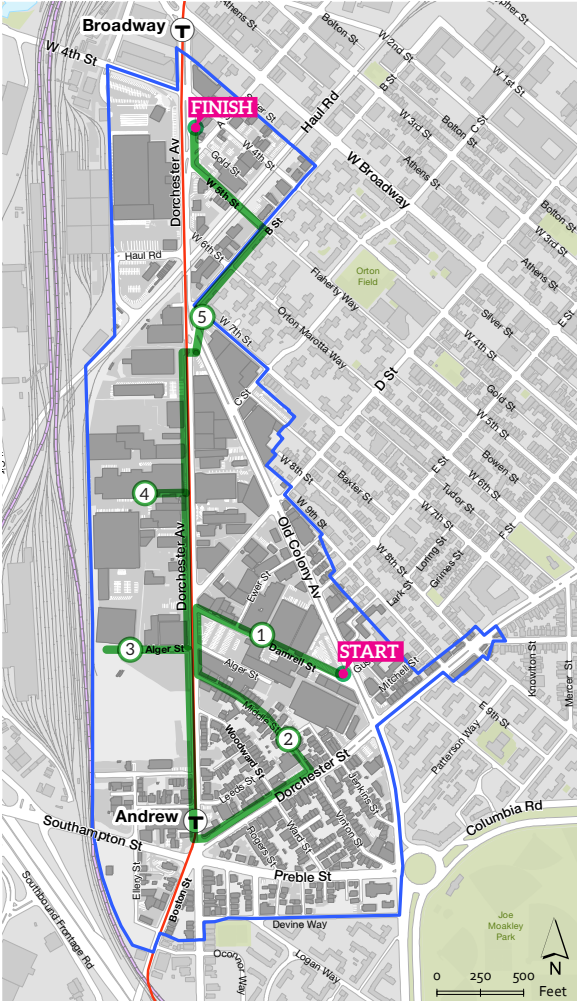 Broadway
T
W 4th St
Athens St
Bolton St
W 2nd St
W 1st St
B St
C St
Haul Rd
W 3rd St
Bolton St
Athens St
FINISH
W 4th St
Gold St
W 5th St
W Broadway
Dorchester Av
B St
Bolton St
W 3rd St
Athens St
E St
Haul Rd
W 6th St
Flaherty Way
Orton
Field
Silver St
W 4th St
5
W 7th St
Orton Marotta Way
D St
Gold St
W 5th St
C St
E St
Bowen St
W 6th St
Tudor St
W 8th St
Baxter St
W 7th St
F St
4
W 9th St
Dorchester Av
Old Colony Av
W 8th St
Loring St
Grimes St
Lark St
Ewer St
1
Damrell St
START
3
Alger St
Alger St
Mitchell St
Knowlton St
Mercer St
Middle St
2
E 9th St
Patterson Way
Woodward St
Leeds St
Dorchester St
Jenkins St
Andrew
T
Southampton St
Vinton St
Ward St
Rogers St
Columbia Rd
Ellery St
Boston St
Preble St
Southbound Frontage Rd
Devine Way
O'connor Way
Logan Way
Joe
Moakley
Park
N
0 250 500
Feet